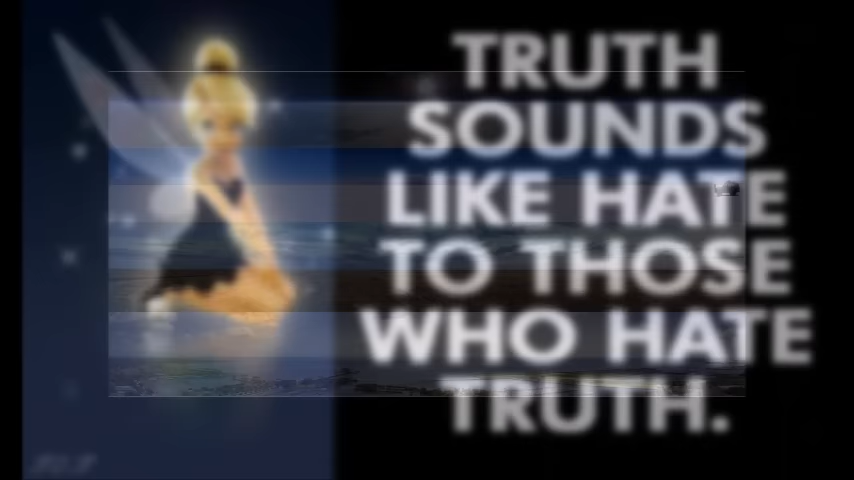 TRUTH
SOUNDS
LIKE HATE
TO THOSE
WHO HATE
TRUTH.